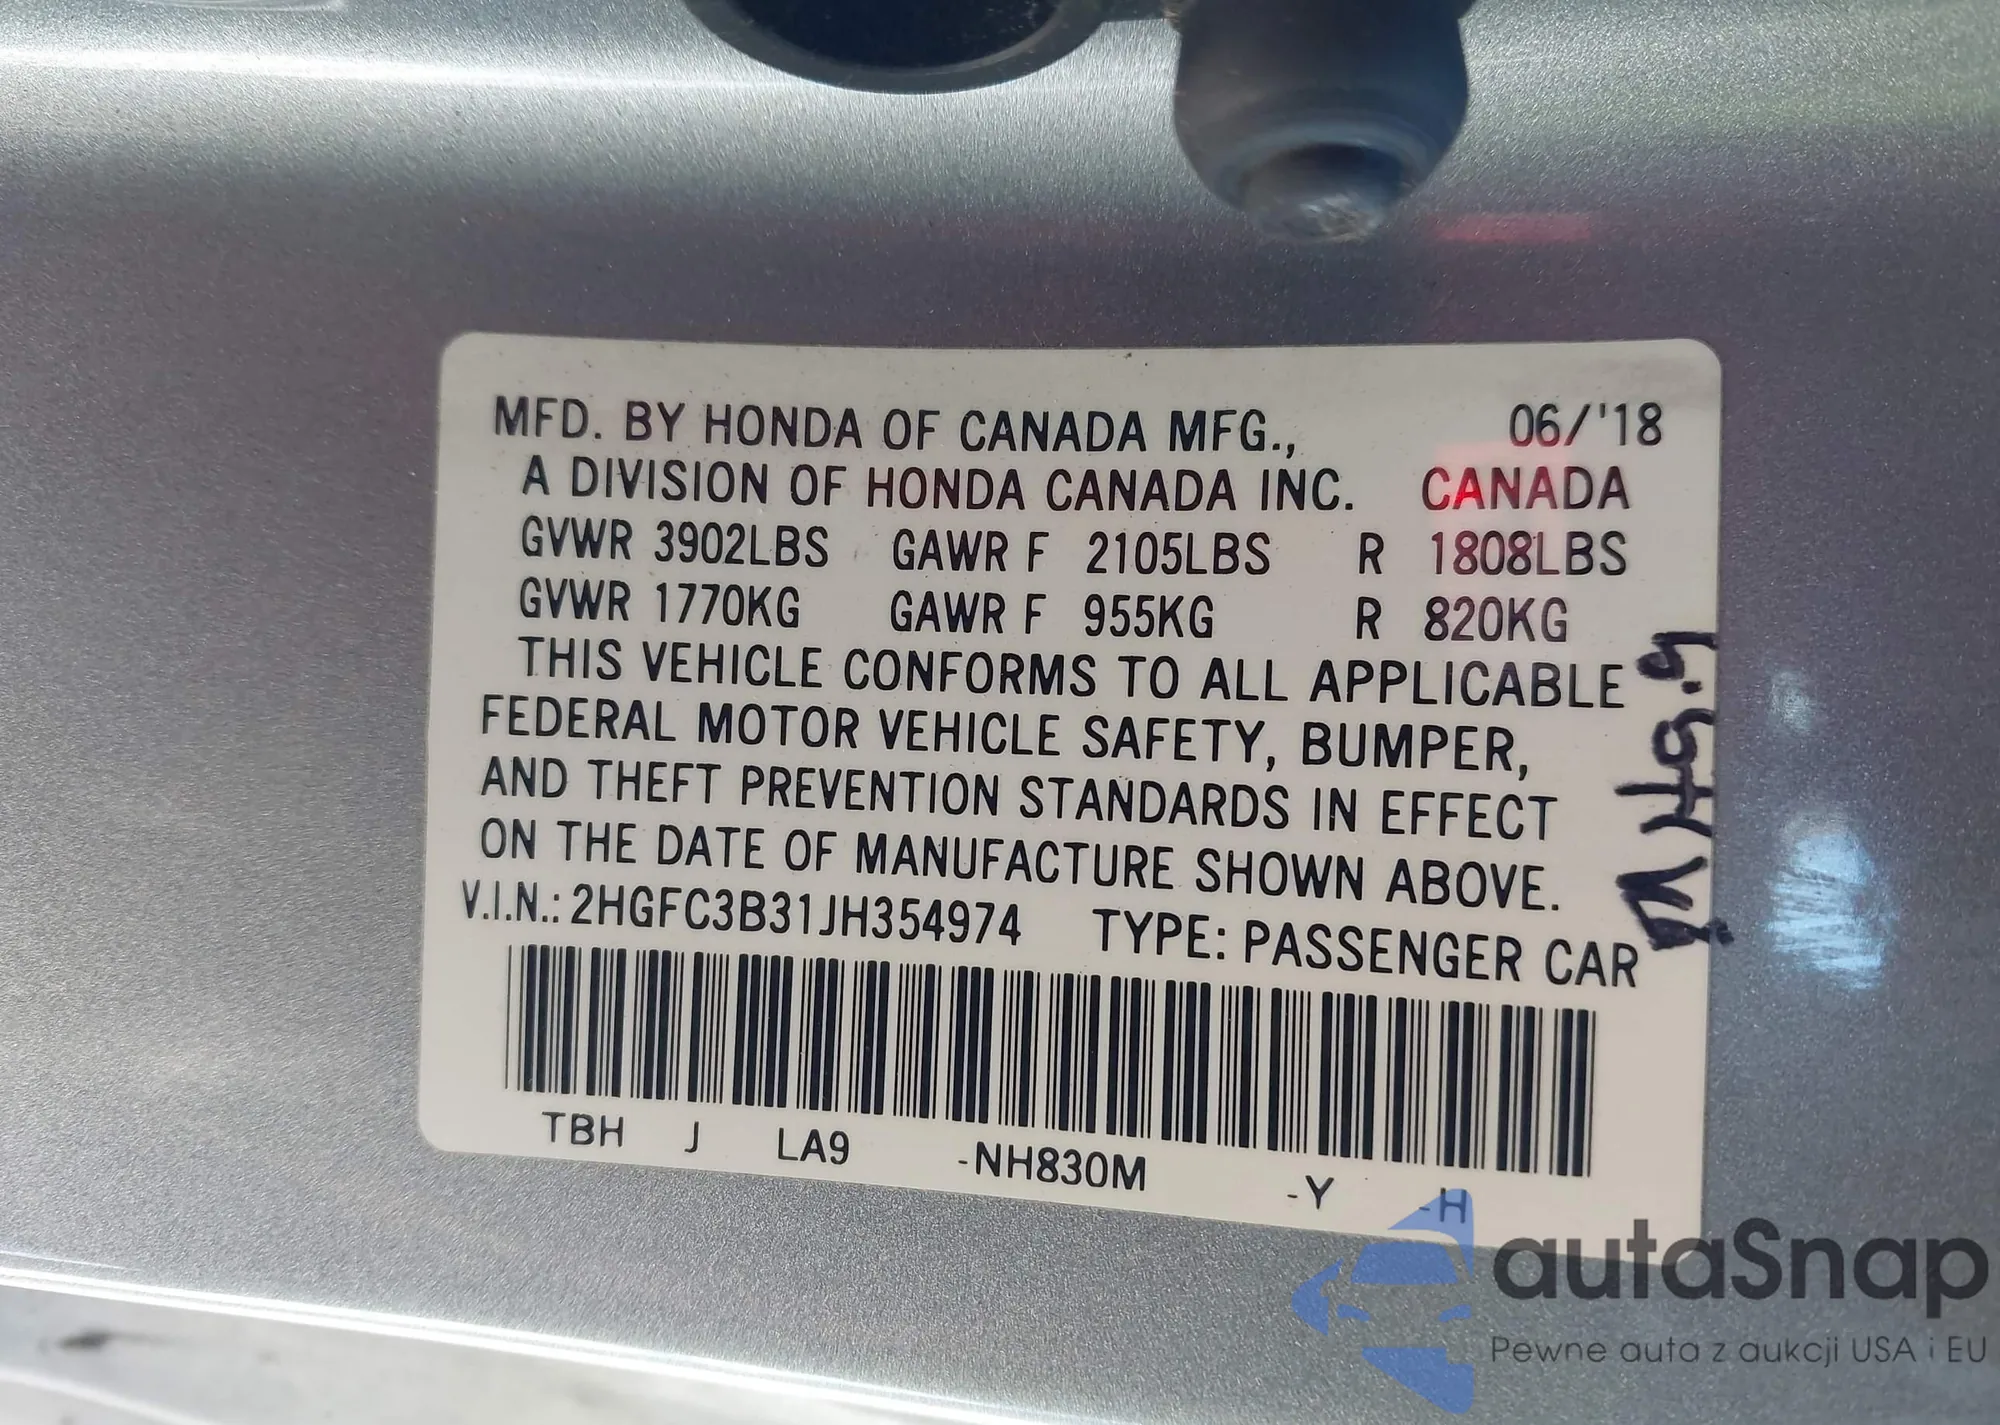 MFD. BY HONDA OF CANADA MFG., 06/'18
A DIVISION OF HONDA CANADA INC. CANADA
GVWR 3902LBS GAWR F 2105LBS R 1808LBS
GVWR 1770KG GAWR F 955KG R 820KG
THIS VEHICLE CONFORMS TO ALL APPLICABLE
FEDERAL MOTOR VEHICLE SAFETY, BUMPER,
AND THEFT PREVENTION STANDARDS IN EFFECT
ON THE DATE OF MANUFACTURE SHOWN ABOVE.
V.I.N.: 2HGFC3B31JH354974 TYPE: PASSENGER CAR
TBH J LA9 -NH830M -Y -H
autaSnap
Pewne auta z aukcji USA i EU